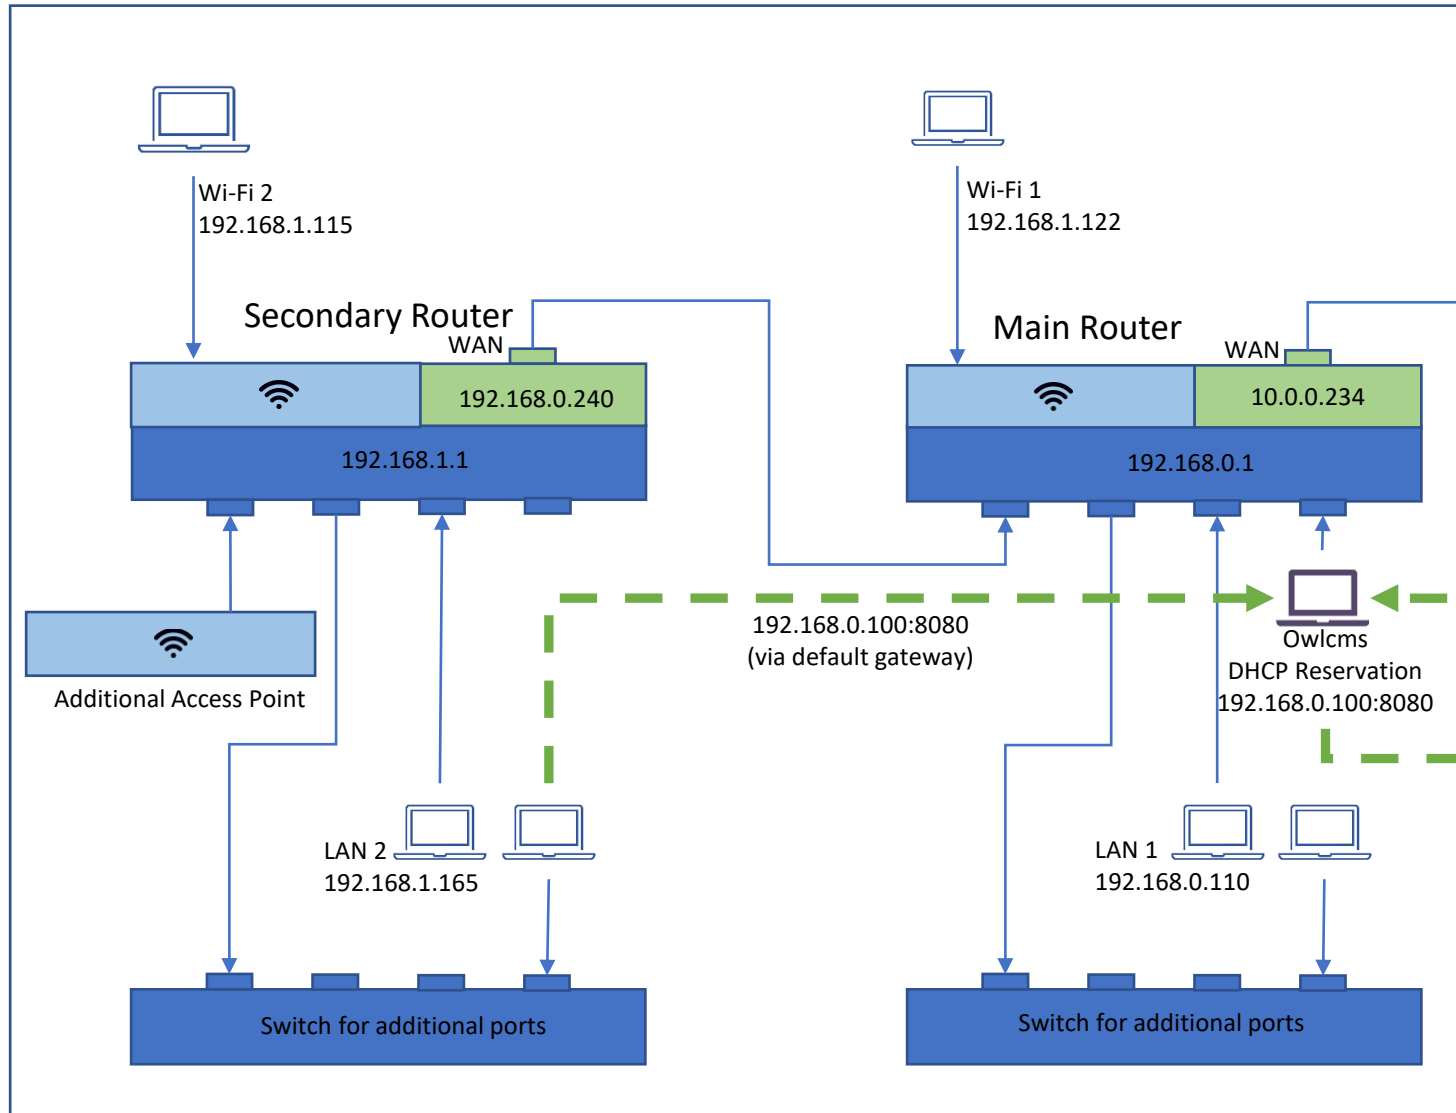 Wi-Fi 2
192.168.1.115
Wi-Fi 1
192.168.1.122
Secondary Router
WAN
Main Router
WAN
192.168.0.240
10.0.0.234
192.168.1.1
192.168.0.1
192.168.0.100:8080
(via default gateway)
Owlcms
DHCP Reservation
192.168.0.100:8080
Additional Access Point
LAN 2
192.168.1.165
LAN 1
192.168.0.110
Switch for additional ports
Switch for additional ports